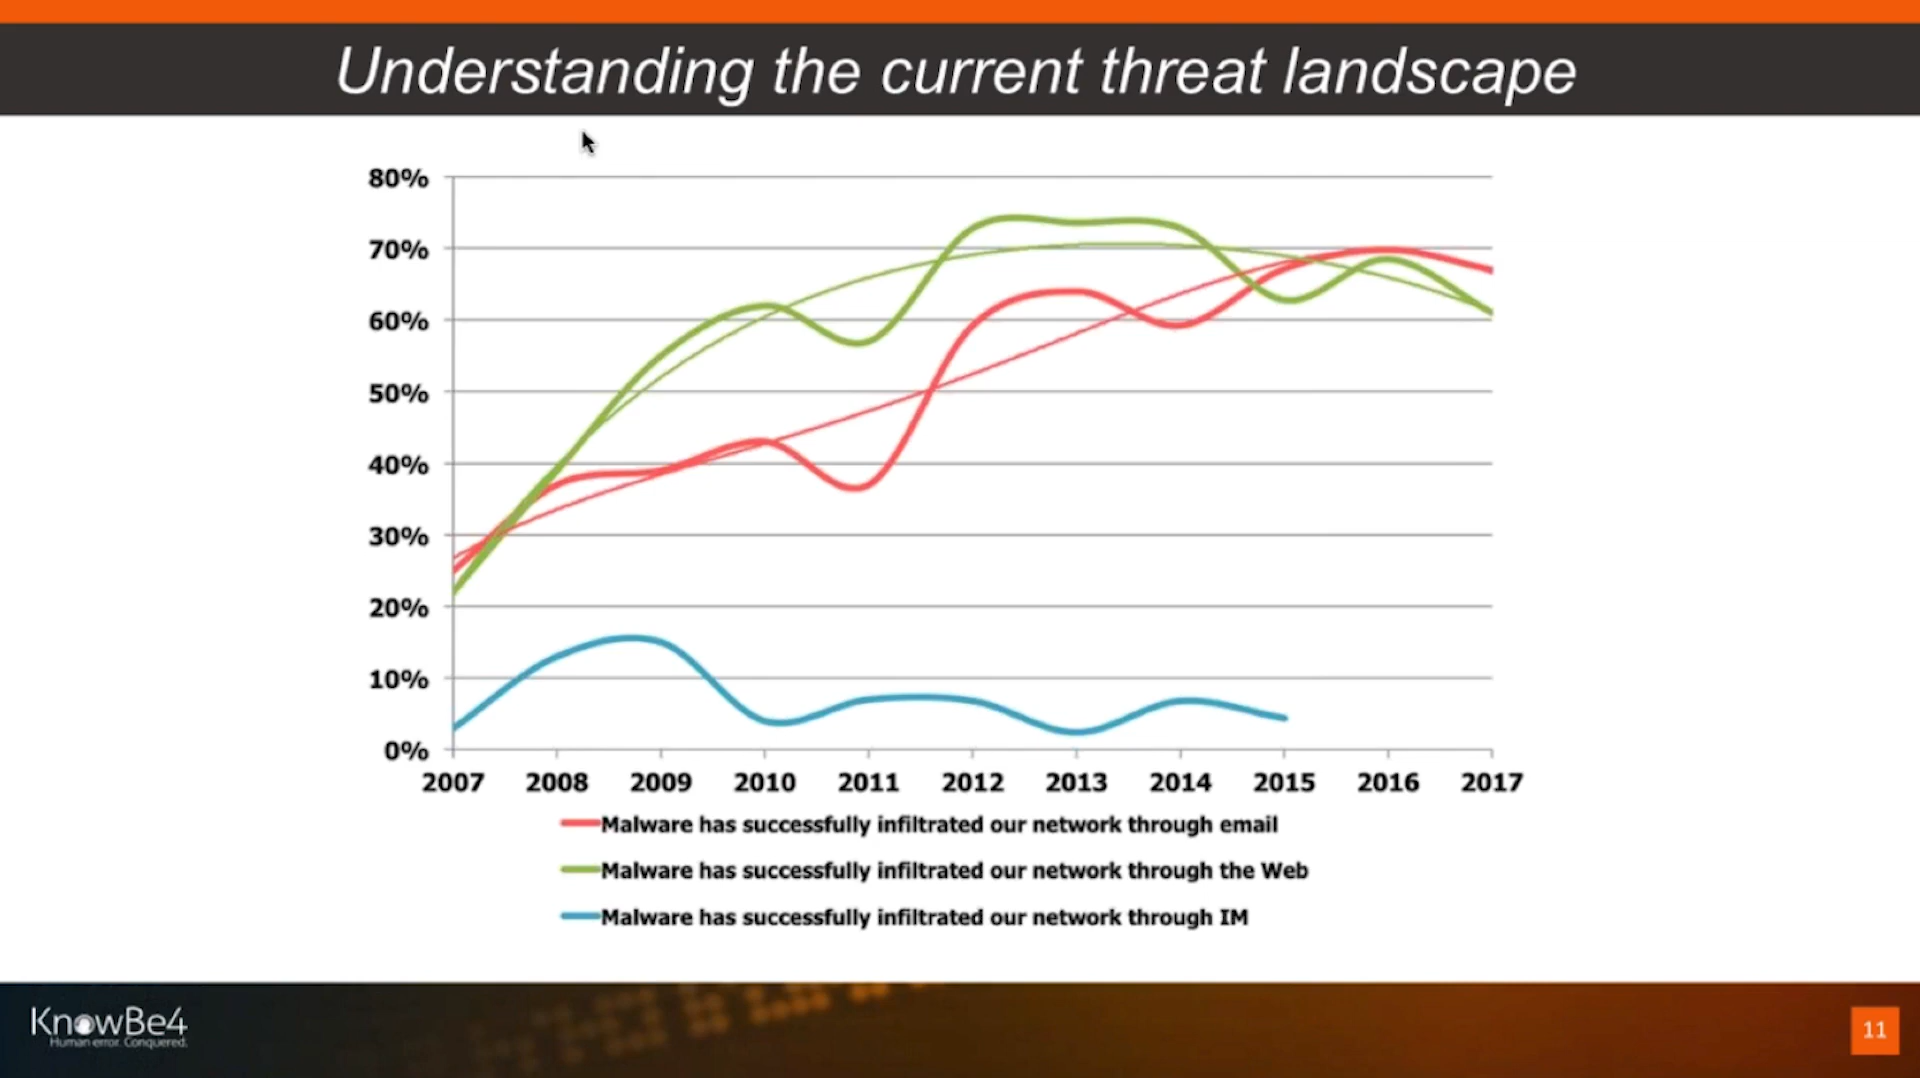 Understanding the current threat landscape
80%
70%
60%
50%
40%
30%
20%
10%
0%
2007 2008 2009 2010 2011 2012 2013 2014 2015 2016 2017
Malware has successfully infiltrated our network through email
Malware has successfully infiltrated our network through the Web
Malware has successfully infiltrated our network through IM
KnowBe4
Human error. Conquered.
11